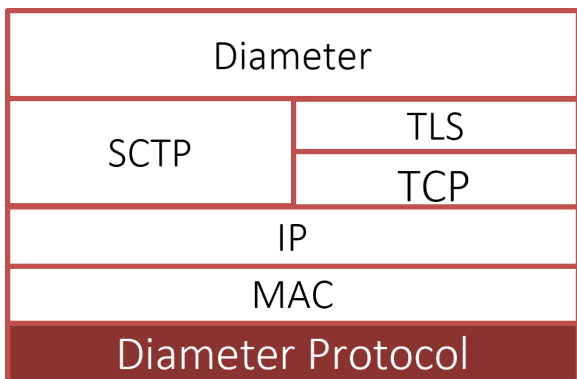 Diameter
SCTP
TLS
TCP
IP
MAC
Diameter Protocol